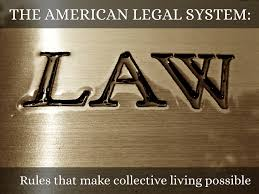 THE AMERICAN LEGAL SYSTEM:
LAW
Rules that make collective living possible